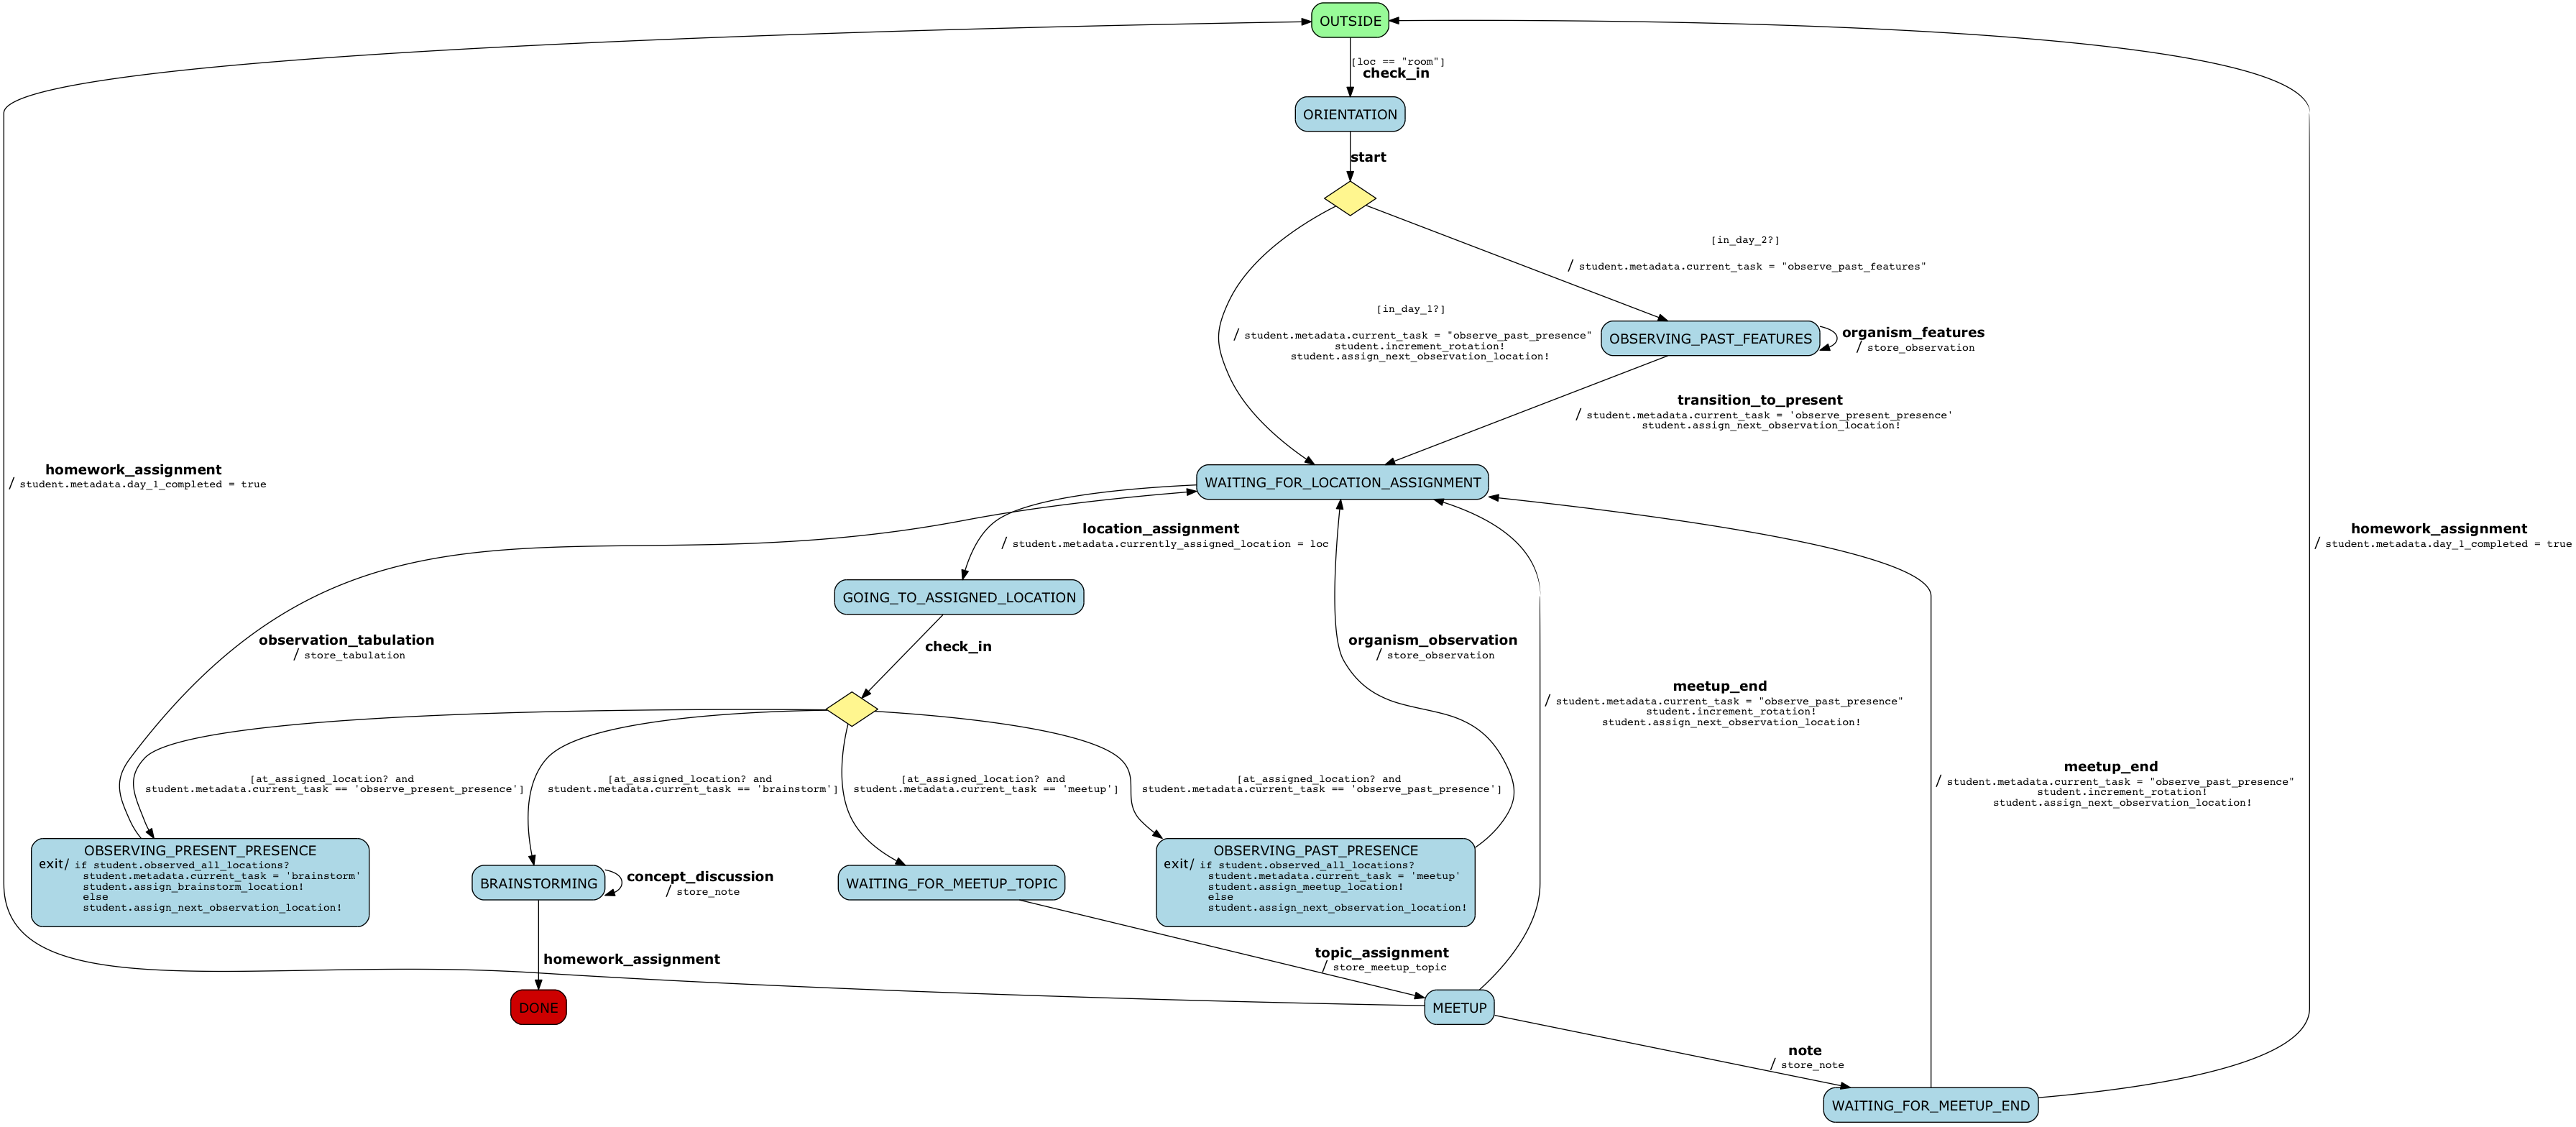 OUTSIDE
[loc == "room"]
check_in
ORIENTATION
start
[in_day_2?]
/ student.metadata.current_task = "observe_past_features"
[in_day_1?]
/ student.metadata.current_task = "observe_past_presence"
student.increment_rotation!
student.assign_next_observation_location!
OBSERVING_PAST_FEATURES
organism_features
/ store_observation
transition_to_present
/ student.metadata.current_task = 'observe_present_presence'
student.assign_next_observation_location!
homework_assignment
/ student.metadata.day_1_completed = true
WAITING_FOR_LOCATION_ASSIGNMENT
location_assignment
/ student.metadata.currently_assigned_location = loc
homework_assignment
/ student.metadata.day_1_completed = true
GOING_TO_ASSIGNED_LOCATION
observation_tabulation
/ store_tabulation
check_in
organism_observation
/ store_observation
meetup_end
/ student.metadata.current_task = "observe_past_presence"
student.increment_rotation!
student.assign_next_observation_location!
meetup_end
/ student.metadata.current_task = "observe_past_presence"
student.increment_rotation!
student.assign_next_observation_location!
[at_assigned_location? and
student.metadata.current_task == 'observe_present_presence']
[at_assigned_location? and
student.metadata.current_task == 'brainstorm']
[at_assigned_location? and
student.metadata.current_task == 'meetup']
[at_assigned_location? and
student.metadata.current_task == 'observe_past_presence']
OBSERVING_PRESENT_PRESENCE
exit/ if student.observed_all_locations?
student.metadata.current_task = 'brainstorm'
student.assign_brainstorm_location!
else
student.assign_next_observation_location!
BRAINSTORMING
concept_discussion
/ store_note
WAITING_FOR_MEETUP_TOPIC
OBSERVING_PAST_PRESENCE
exit/ if student.observed_all_locations?
student.metadata.current_task = 'meetup'
student.assign_meetup_location!
else
student.assign_next_observation_location!
homework_assignment
topic_assignment
/ store_meetup_topic
DONE
MEETUP
note
/ store_note
WAITING_FOR_MEETUP_END